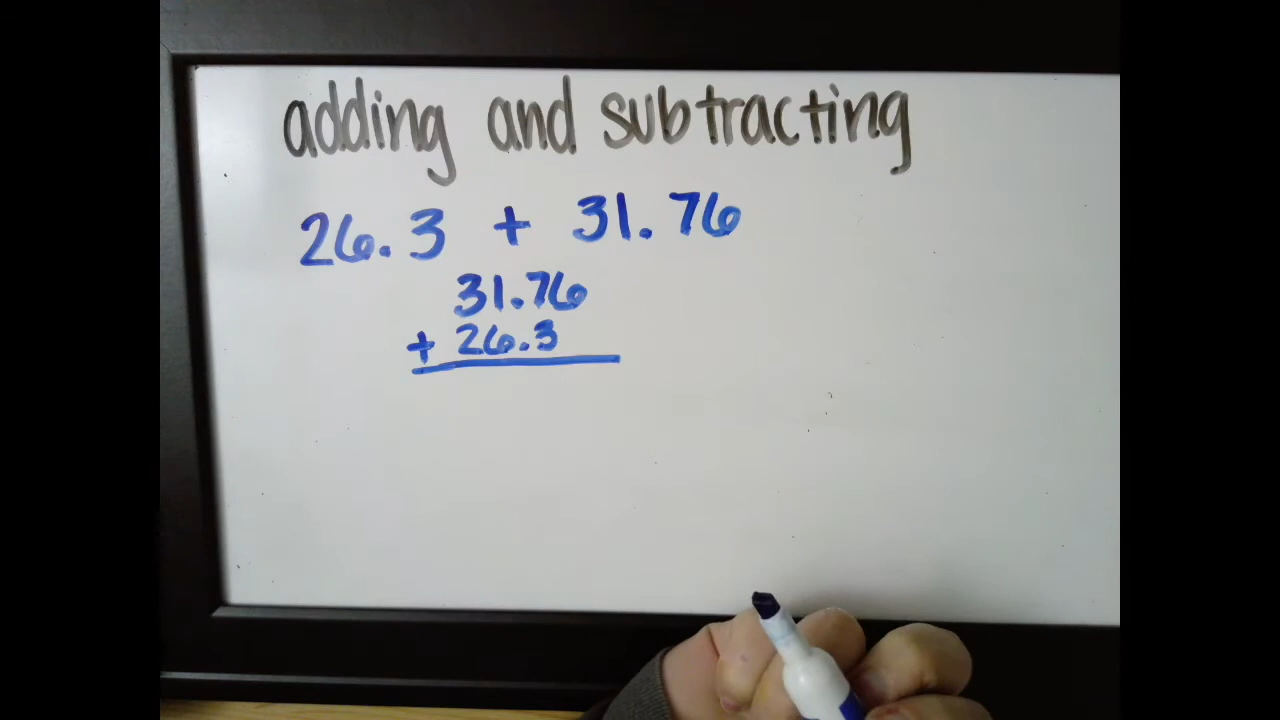 adding and subtracting
26.3 + 31.76
31.76
+ 26.3